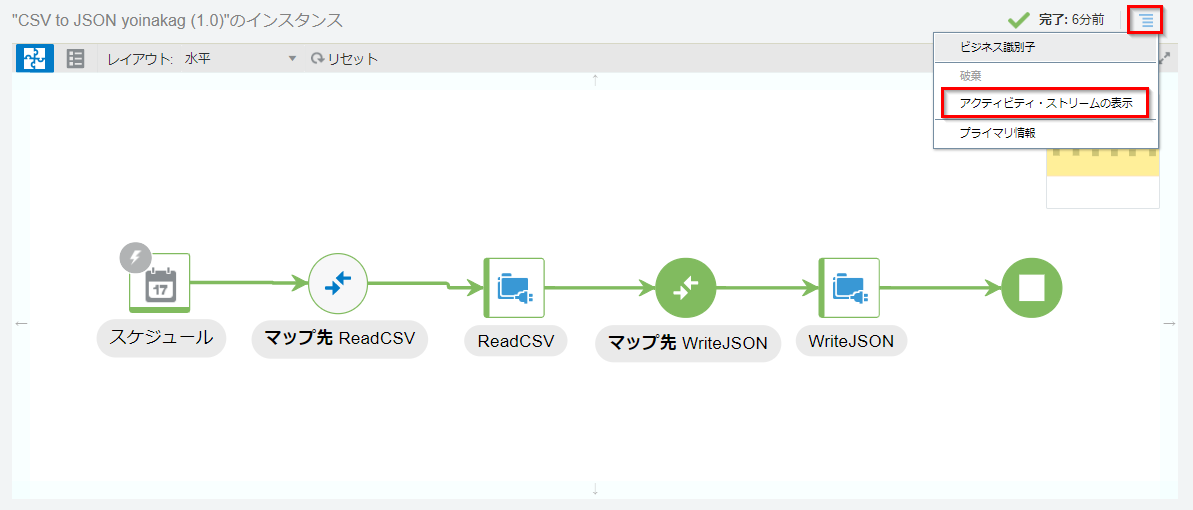 "CSV to JSON yoinakag (1.0)"のインスタンス
完了: 6分前
レイアウト: 水平
リセット
ビジネス識別子
破棄
アクティビティ・ストリームの表示
プライマリ情報
17
スケジュール
マップ先 ReadCSV
ReadCSV
マップ先 WriteJSON
WriteJSON